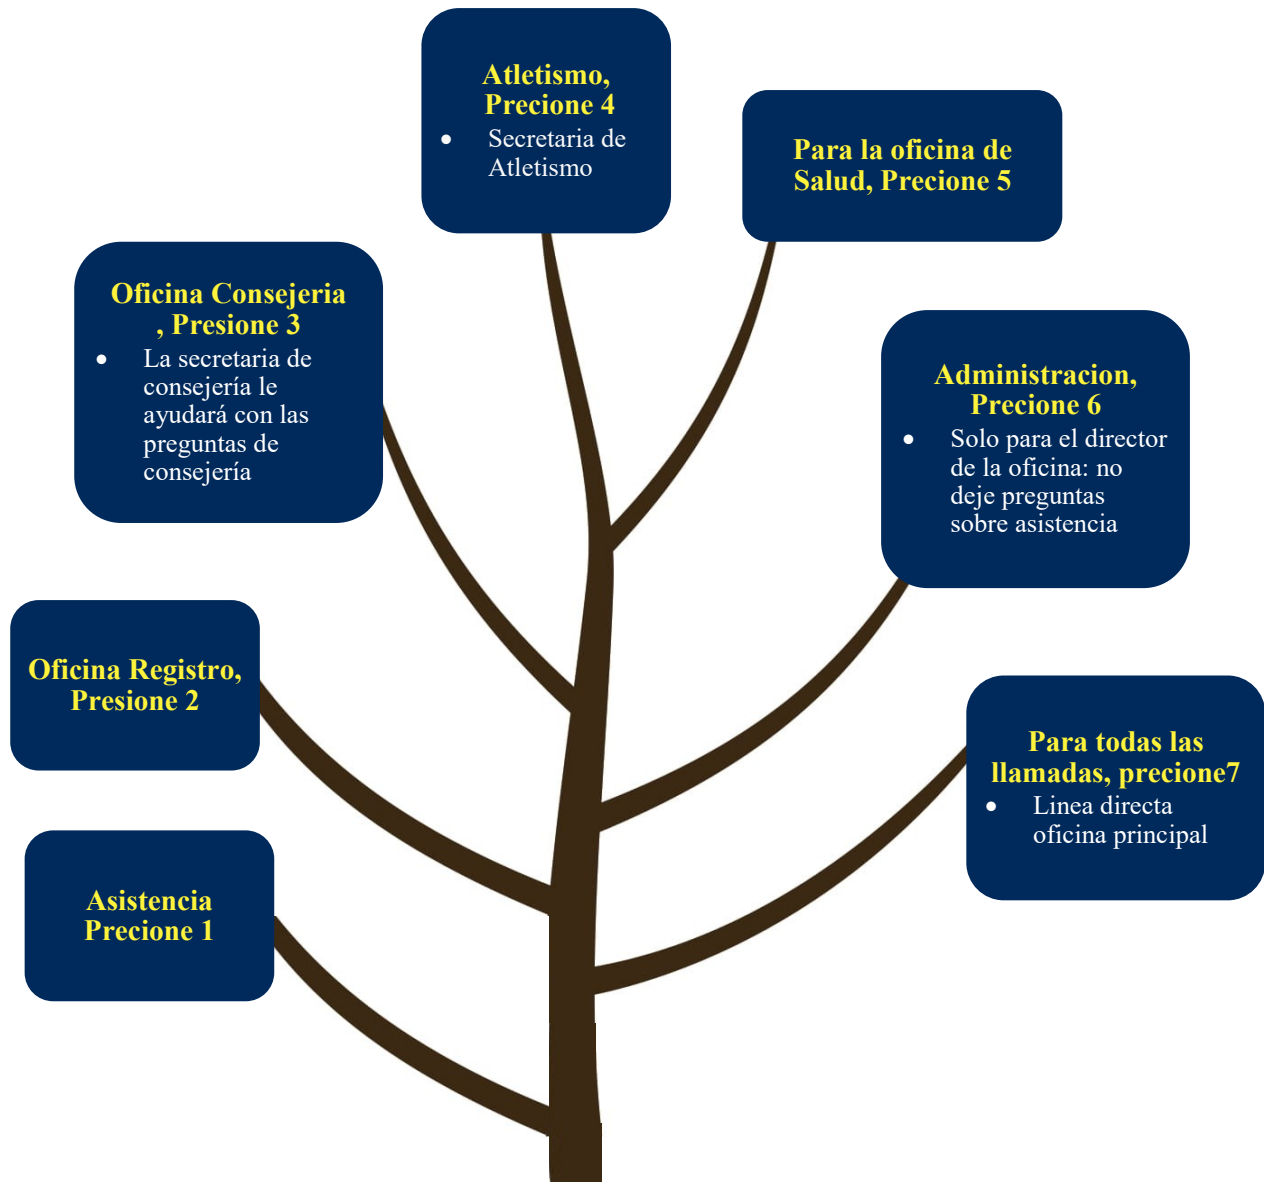 Atletismo,
Precione 4
• Secretaria de
Atletismo
Para la oficina de
Salud, Precione 5
Oficina Consejeria
, Presione 3
• La secretaria de
consejería le
ayudará con las
preguntas de
consejería
Administracion,
Precione 6
• Solo para el director
de la oficina: no
deje preguntas
sobre asistencia
Oficina Registro,
Presione 2
Para todas las
llamadas, precione7
• Linea directa
oficina principal
Asistencia
Precione 1